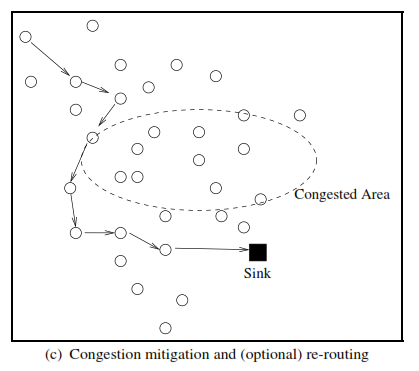 Congested Area
Sink
(c) Congestion mitigation and (optional) re-routing